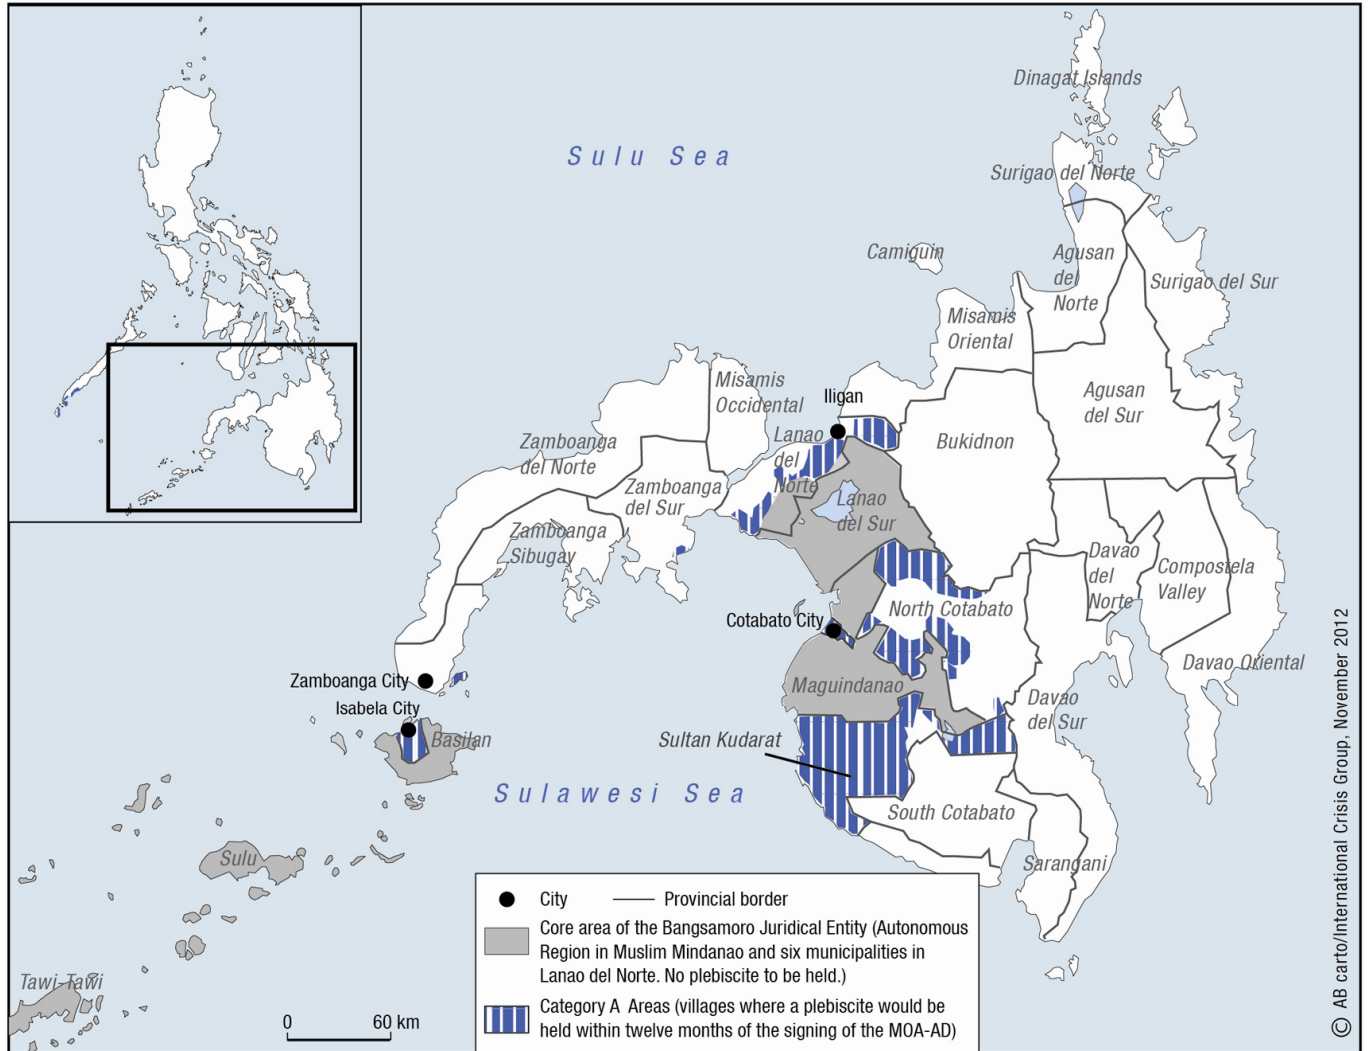 Dinagat Islands
Sulu Sea
Surigao del Norte
Camiguin
Agusan
del
Norte
Surigao del Sur
Misamis
Oriental
Misamis
Occidental
Iligan
Agusan
del Sur
Zamboanga
del Norte
Lanao
del
Norte
Bukidnon
Zamboanga
del Sur
Lanao
del Sur
Zamboanga
Sibugay
Davao
del
Norte
Compostela
Valley
North Cotabato
Cotabato City
Davao Oriental
Zamboanga City
Maguindanao
Isabela City
Davao
del Sur
Basilan
Sultan Kudarat
Sulawesi Sea
South Cotabato
Sulu
Sarangani
Tawi-Tawi
0 60 km
City
Provincial border
Core area of the Bangsamoro Juridical Entity (Autonomous
Region in Muslim Mindanao and six municipalities in
Lanao del Norte. No plebiscite to be held.)
Category A Areas (villages where a plebiscite would be
held within twelve months of the signing of the MOA-AD)
© AB carto/International Crisis Group, November 2012